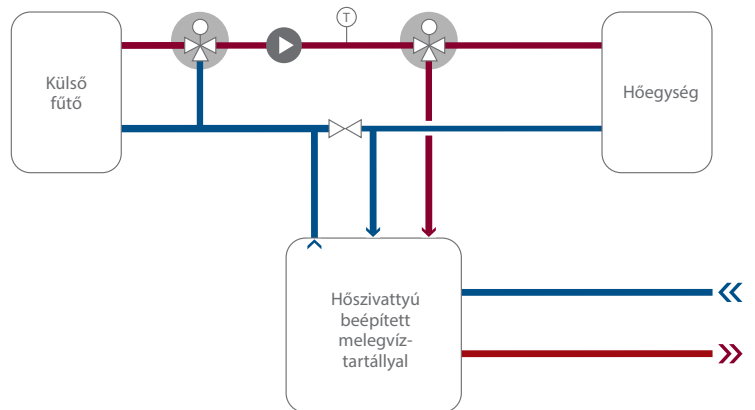 T
Külső
fűtő
Hőegység
Hőszivattyú
beépített
melegvíz-
tartállyal